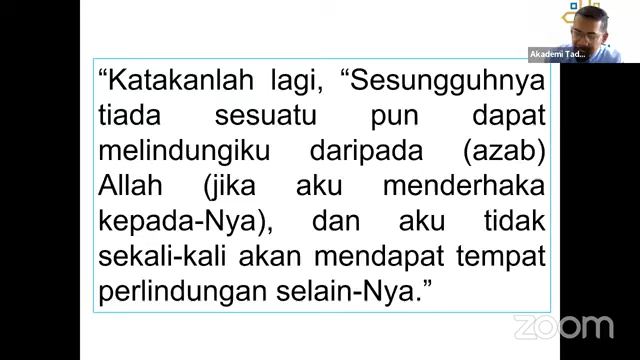 Akademi Tad...
“Katakanlah lagi, “Sesungguhnya
tiada sesuatu pun dapat
melindungiku daripada (azab)
Allah (jika aku menderhaka
kepada-Nya), dan aku tidak
sekali-kali akan mendapat tempat
perlindungan selain-Nya.”
zoom